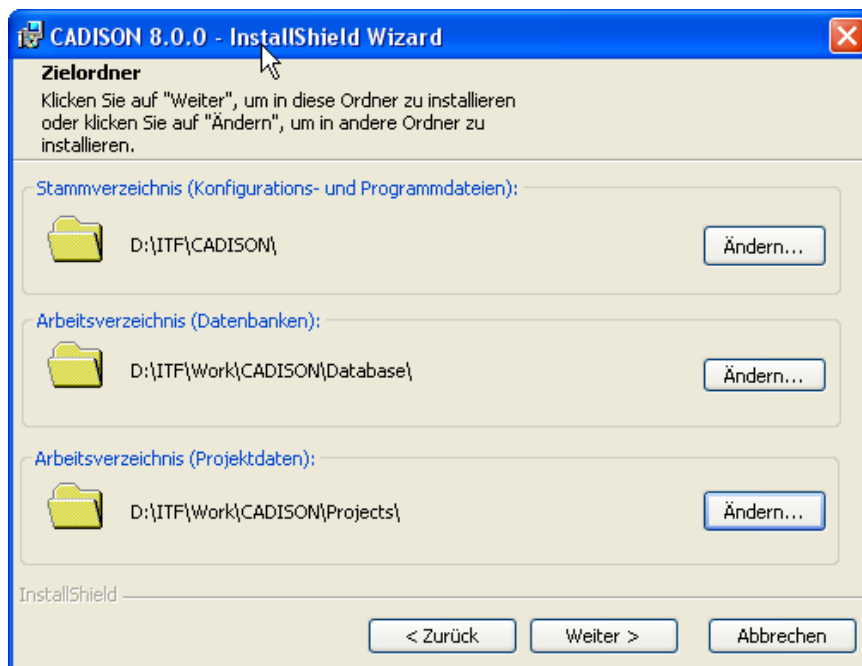 CADISON 8.0.0 - InstallShield Wizard
Zielordner
Klicken Sie auf "Weiter", um in diese Ordner zu installieren
oder klicken Sie auf "Ändern", um in andere Ordner zu
installieren.
Stammverzeichnis (Konfigurations- und Programmdateien):
D:\ITF\CADISON\
Ändern...
Arbeitsverzeichnis (Datenbanken):
D:\ITF\Work\CADISON\Database\
Ändern...
Arbeitsverzeichnis (Projektdaten):
D:\ITF\Work\CADISON\Projects\
Ändern...
InstallShield
< Zurück
Weiter >
Abbrechen